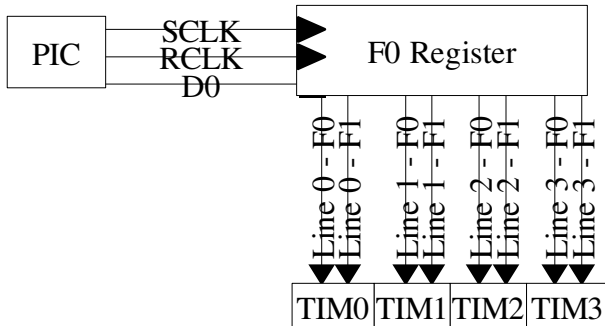 PIC
SCLK
RCLK
D0
F0 Register
Line 0 - F0
Line 0 - F1
Line 1 - F0
Line 1 - F1
Line 2 - F0
Line 2 - F1
Line 3 - F0
Line 3 - F1
TIM0
TIM1
TIM2
TIM3